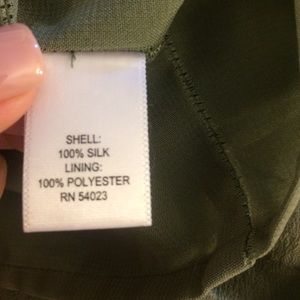 SHELL:
100% SILK
LINING:
100% POLYESTER
RN 54023